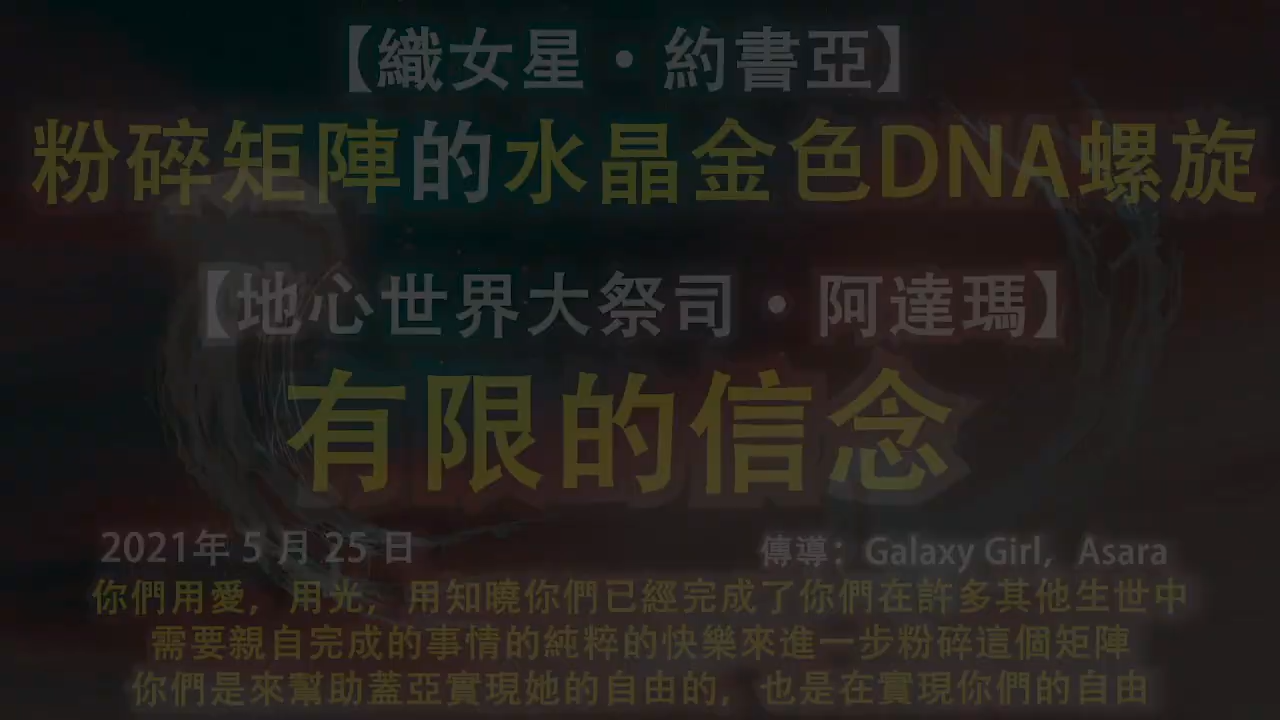 【織女星·約書亞】
粉碎矩陣的水晶金色DNA螺旋
【地心世界大祭司·阿達瑪】
有限的信念
2021年 5 月 25 日 傳導：Galaxy Girl，Asara
你們用愛，用光，用知曉你們已經完成了你們在許多其他生世中
需要親自完成的事情的純粹的快樂來進一步粉碎這個矩陣
你們是來幫助蓋亞實現她的自由的，也是在實現你們的自由